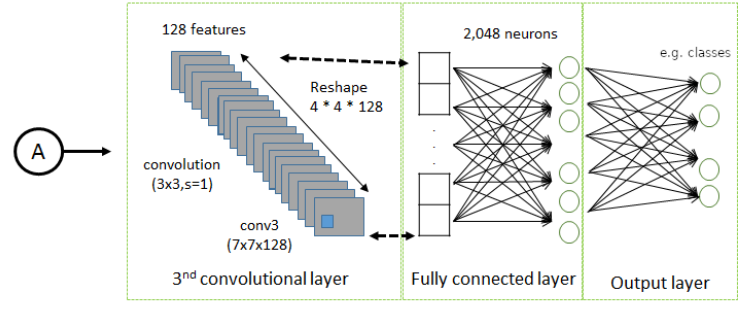 128 features
2,048 neurons
e.g. classes
Reshape
4 * 4 * 128
A
convolution
(3x3,s=1)
conv3
(7x7x128)
3nd convolutional layer
Fully connected layer
Output layer